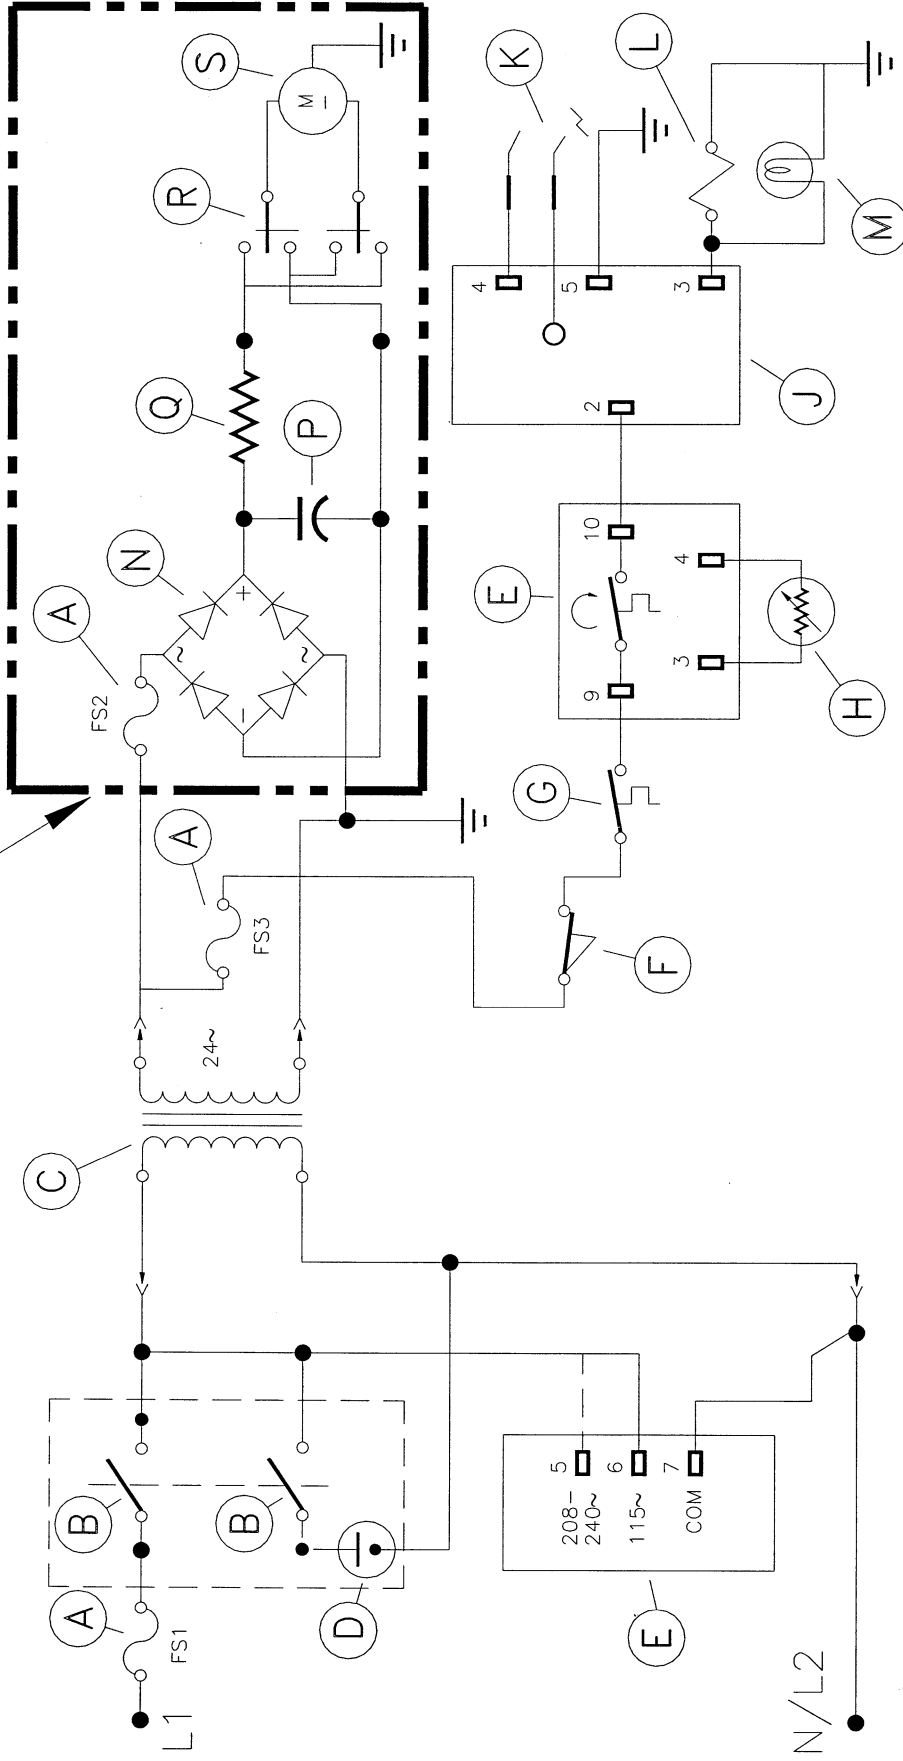 L1
FS1
A
B
B
D
C
24~
A
FS3
A
FS2
N
~
~
+
−
P
Q
R
S
M
N/L2
E
5
6
7
208-
240~
115~
COM
F
G
E
9
10
3
4
H
J
2
4
5
3
K
L
M